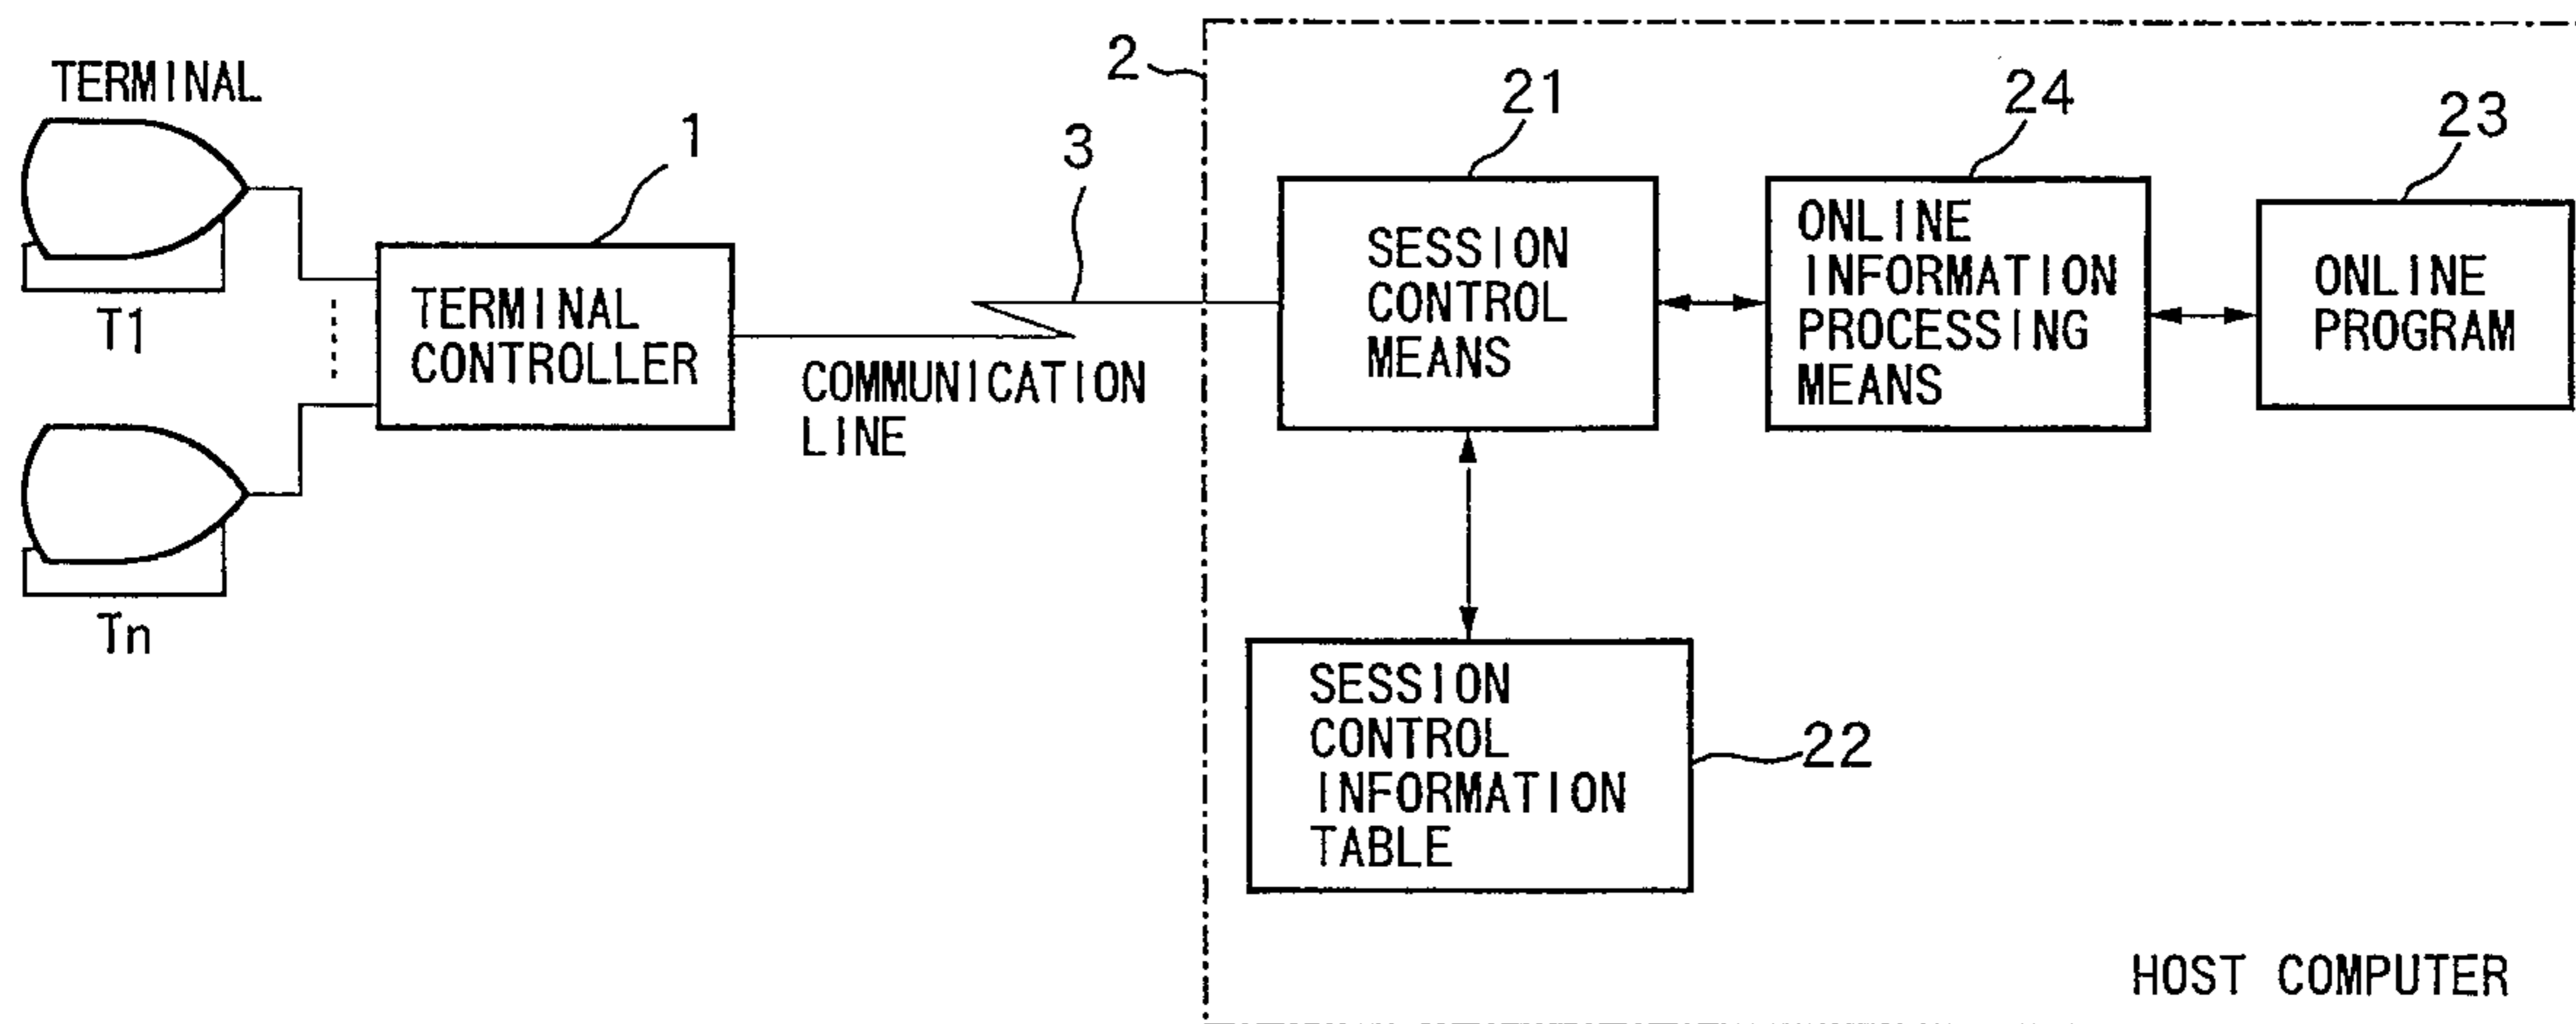 TERMINAL
T1
Tn
1
TERMINAL
CONTROLLER
3
COMMUNICATION
LINE
2
21
SESSION
CONTROL
MEANS
24
ONLINE
INFORMATION
PROCESSING
MEANS
23
ONLINE
PROGRAM
SESSION
CONTROL
INFORMATION
TABLE
22
HOST COMPUTER